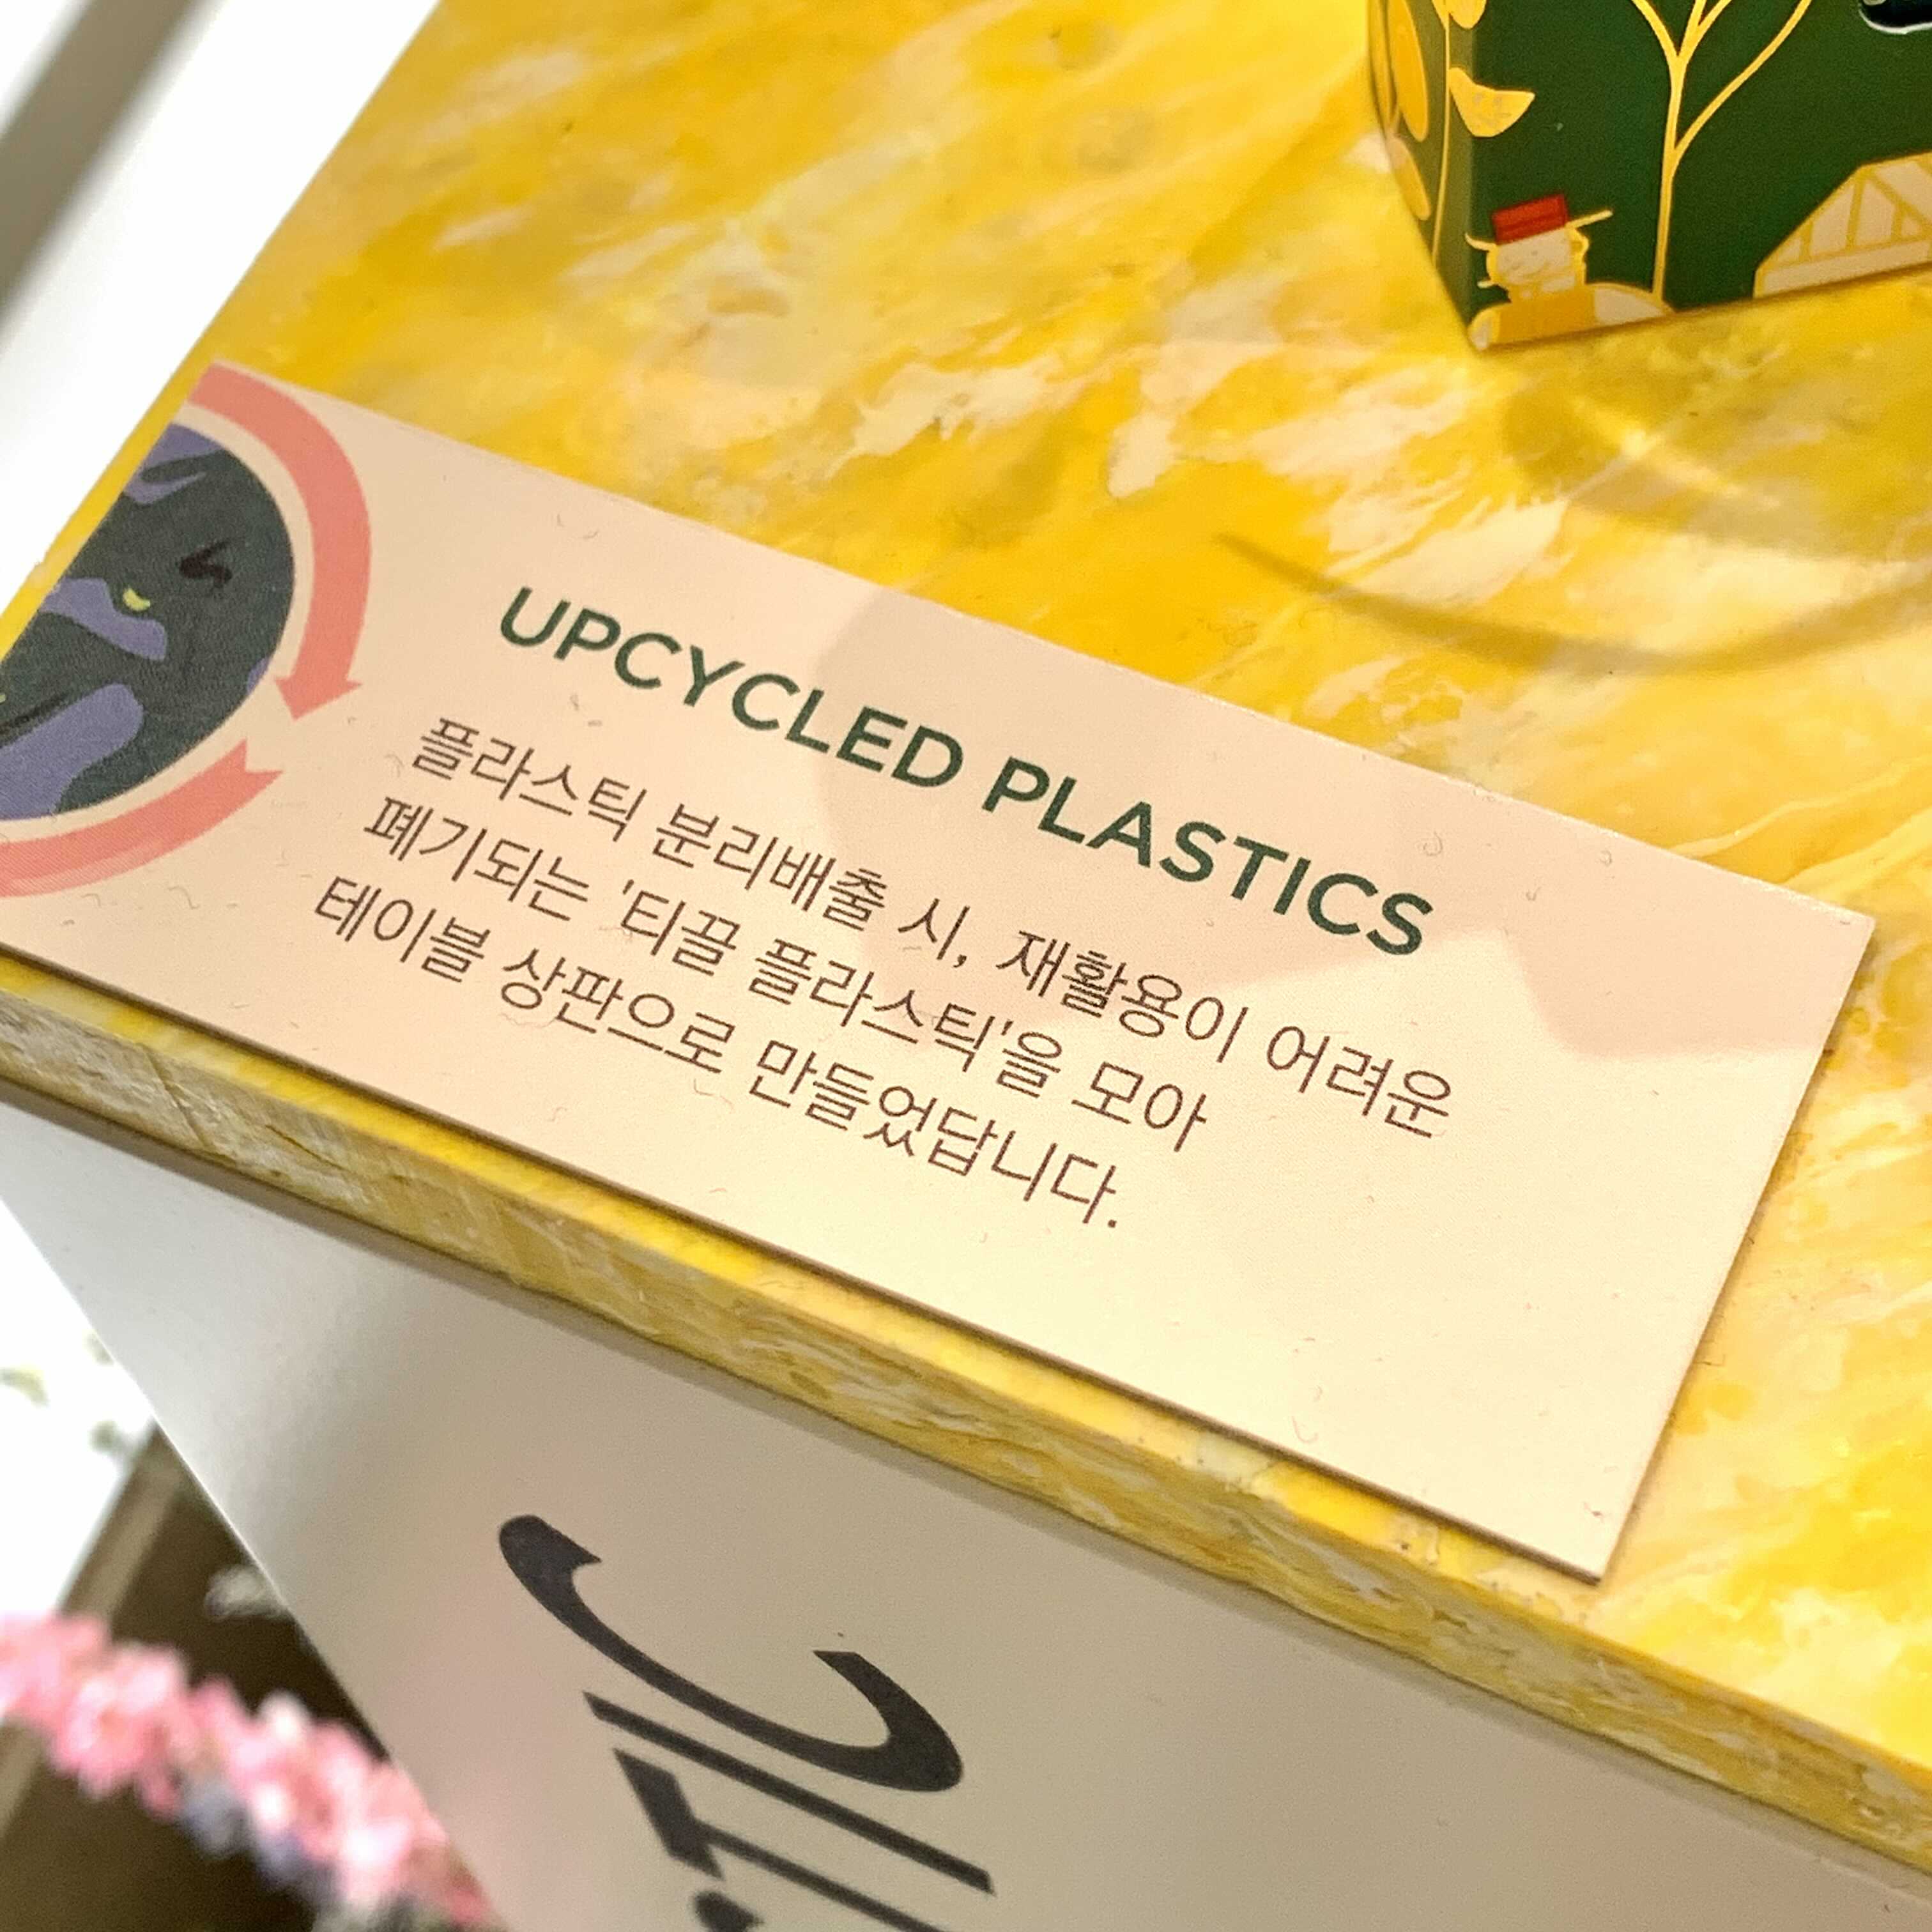 UPCYCLED PLASTICS
플라스틱 분리배출 시, 재활용이 어려운
폐기되는 '티끌 플라스틱'을 모아
테이블 상판으로 만들었답니다.